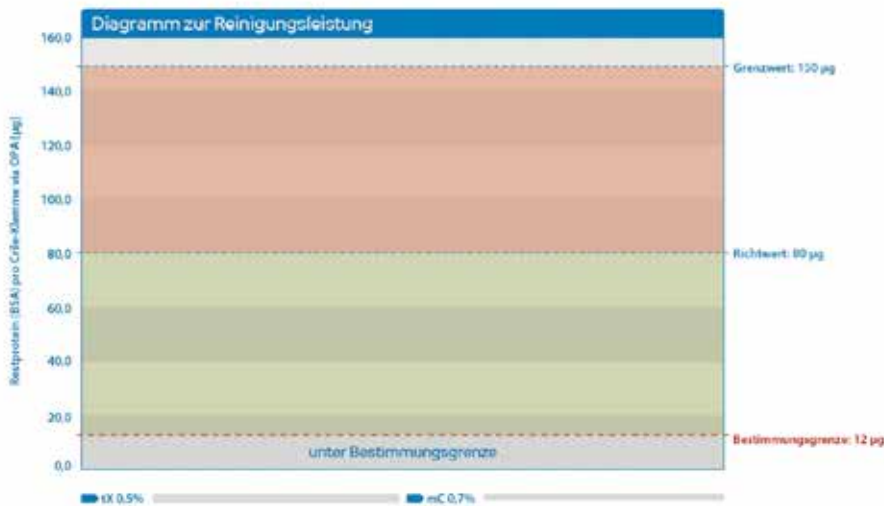 Diagramm zur Reinigungsleistung
160,0
Grenzwert: 150 µg
140,0
120,0
100,0
80,0
Richtwert: 80 µg
60,0
40,0
20,0
Bestimmungsgrenze: 12 µg
unter Bestimmungsgrenze
0,0
Restprotein (BSA) pro Crile-Klemme via OPA [µg]
tX 0,5%
mC 0,7%